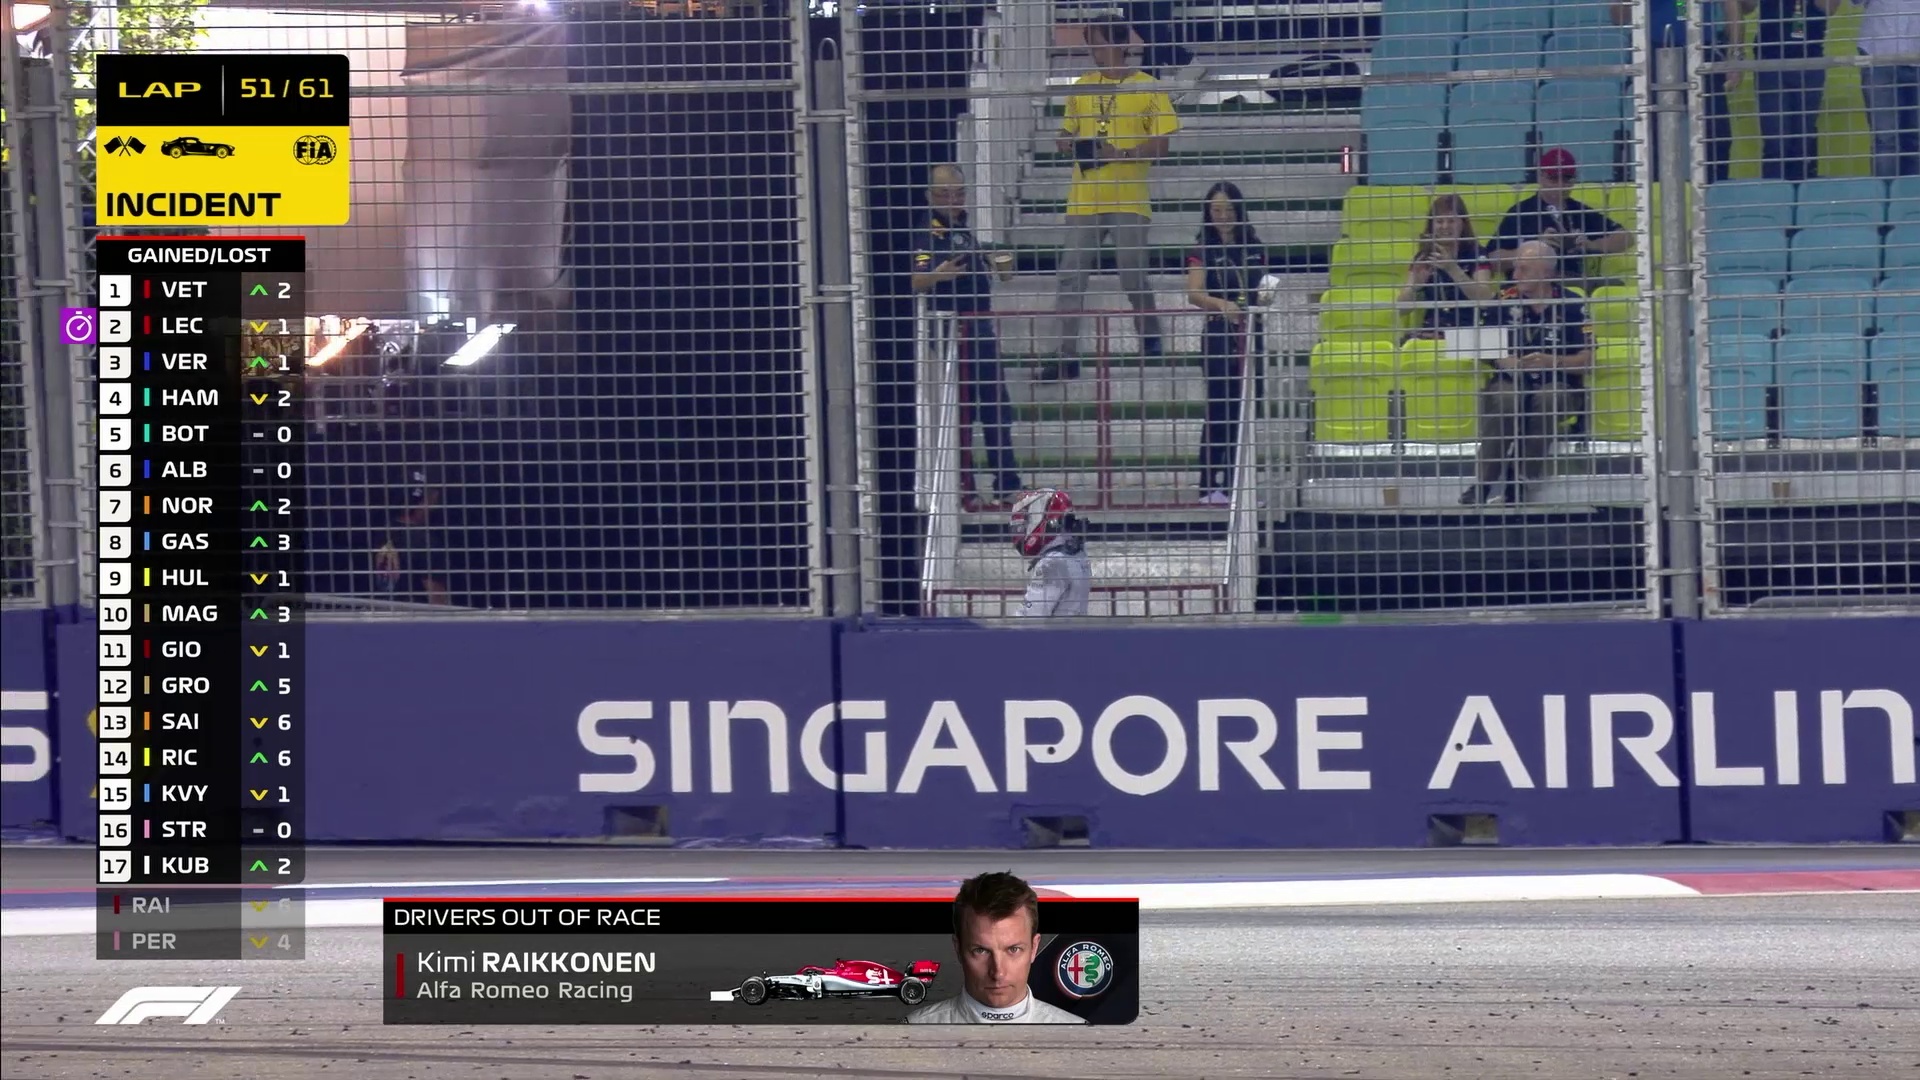 LAP 51 / 61
FIA
INCIDENT
GAINED/LOST
1 VET 2
2 LEC 1
3 VER 1
4 HAM 2
5 BOT - 0
6 ALB - 0
7 NOR 2
8 GAS 3
9 HUL 1
10 MAG 3
11 GIO 1
12 GRO 5
13 SAI 6
14 RIC 6
15 KVY 1
16 STR - 0
17 KUB 2
RAI 6
PER 4
S
SINGAPORE AIRLIN
DRIVERS OUT OF RACE
Kimi RAIKKONEN
Alfa Romeo Racing
ALFA ROMEO
sparco
F1